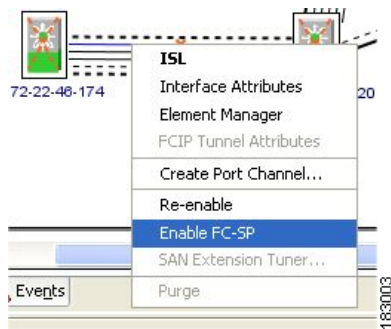 72-22-46-174
20
ISL
Interface Attributes
Element Manager
FCIP Tunnel Attributes
Create Port Channel...
Re-enable
Enable FC-SP
SAN Extension Tuner...
Purge
Events
183003